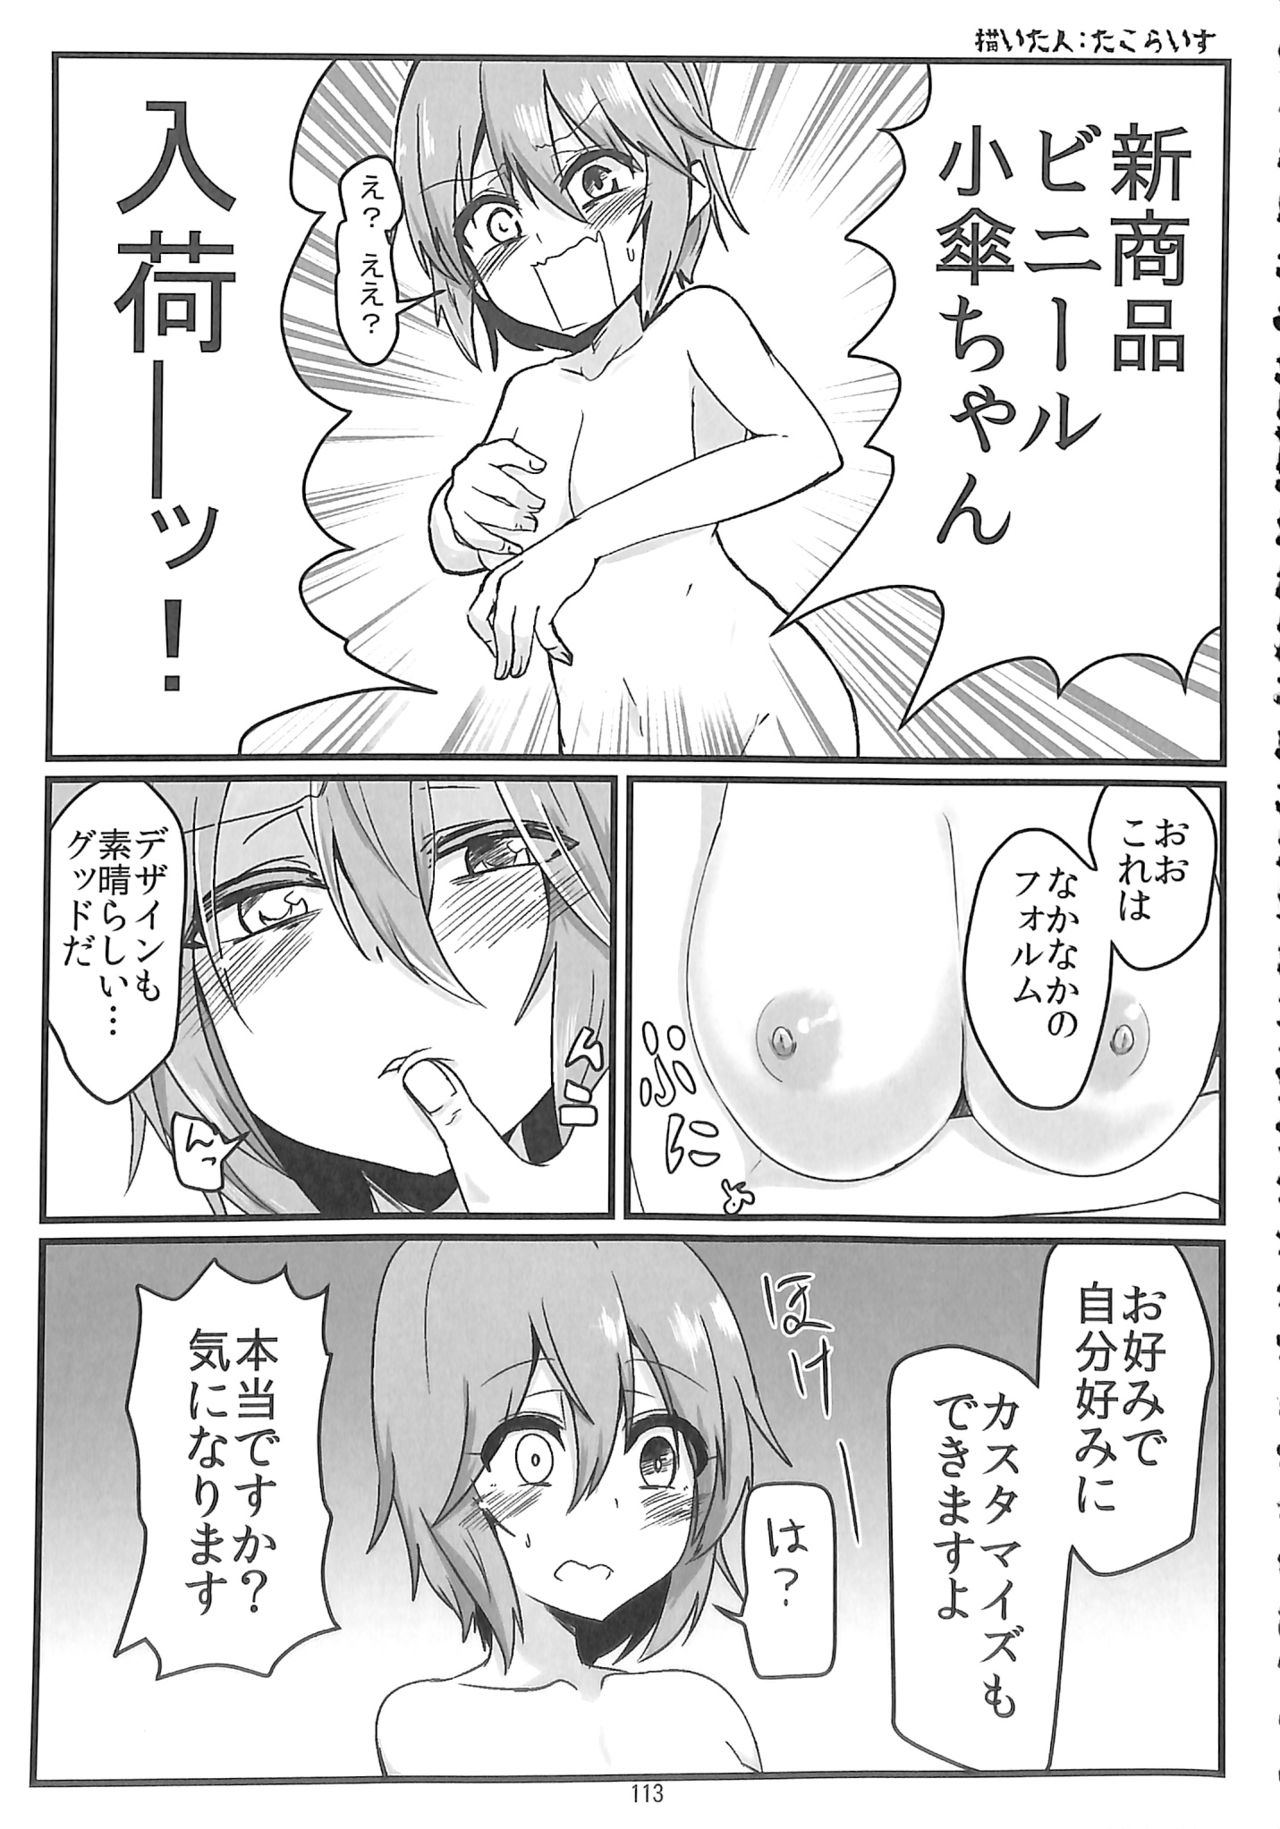 描いた人：たこらいす
新商品
ビニール
小傘ちゃん
え？ええ？
入荷ーッ！
おお
これは
なかなかの
フォルム
ぷにょ
デザインも
素晴らしい…
グッドだ
ムニ
んっ
お好みで
自分好みに
カスタマイズも
できますよ
ほけー
は？
本当ですか？
気になります
113